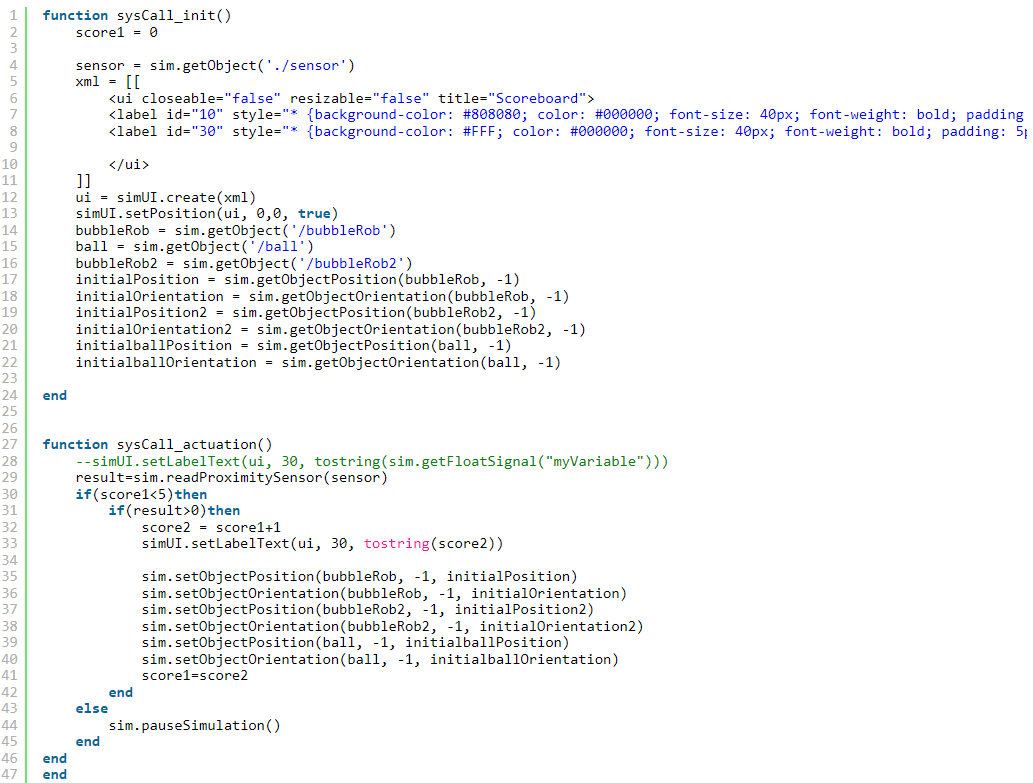 1 function sysCall_init()
2 score1 = 0
3
4 sensor = sim.getObject('./sensor')
5 xml = [[
6 <ui closeable="false" resizable="false" title="Scoreboard">
7 <label id="10" style="* {background-color: #808080; color: #000000; font-size: 40px; font-weight: bold; padding
8 <label id="30" style="* {background-color: #FFF; color: #000000; font-size: 40px; font-weight: bold; padding: 5p
9
10 </ui>
11 ]]
12 ui = simUI.create(xml)
13 simUI.setPosition(ui, 0,0, true)
14 bubbleRob = sim.getObject('/bubbleRob')
15 ball = sim.getObject('/ball')
16 bubbleRob2 = sim.getObject('/bubbleRob2')
17 initialPosition = sim.getObjectPosition(bubbleRob, -1)
18 initialOrientation = sim.getObjectOrientation(bubbleRob, -1)
19 initialPosition2 = sim.getObjectPosition(bubbleRob2, -1)
20 initialOrientation2 = sim.getObjectOrientation(bubbleRob2, -1)
21 initialballPosition = sim.getObjectPosition(ball, -1)
22 initialballOrientation = sim.getObjectOrientation(ball, -1)
23
24 end
25
26
27 function sysCall_actuation()
28 --simUI.setLabelText(ui, 30, tostring(sim.getFloatSignal("myVariable")))
29 result=sim.readProximitySensor(sensor)
30 if(score1<5)then
31 if(result>0)then
32 score2 = score1+1
33 simUI.setLabelText(ui, 30, tostring(score2))
34
35 sim.setObjectPosition(bubbleRob, -1, initialPosition)
36 sim.setObjectOrientation(bubbleRob, -1, initialOrientation)
37 sim.setObjectPosition(bubbleRob2, -1, initialPosition2)
38 sim.setObjectOrientation(bubbleRob2, -1, initialOrientation2)
39 sim.setObjectPosition(ball, -1, initialballPosition)
40 sim.setObjectOrientation(ball, -1, initialballOrientation)
41 score1=score2
42 end
43 else
44 sim.pauseSimulation()
45 end
46 end
47 end